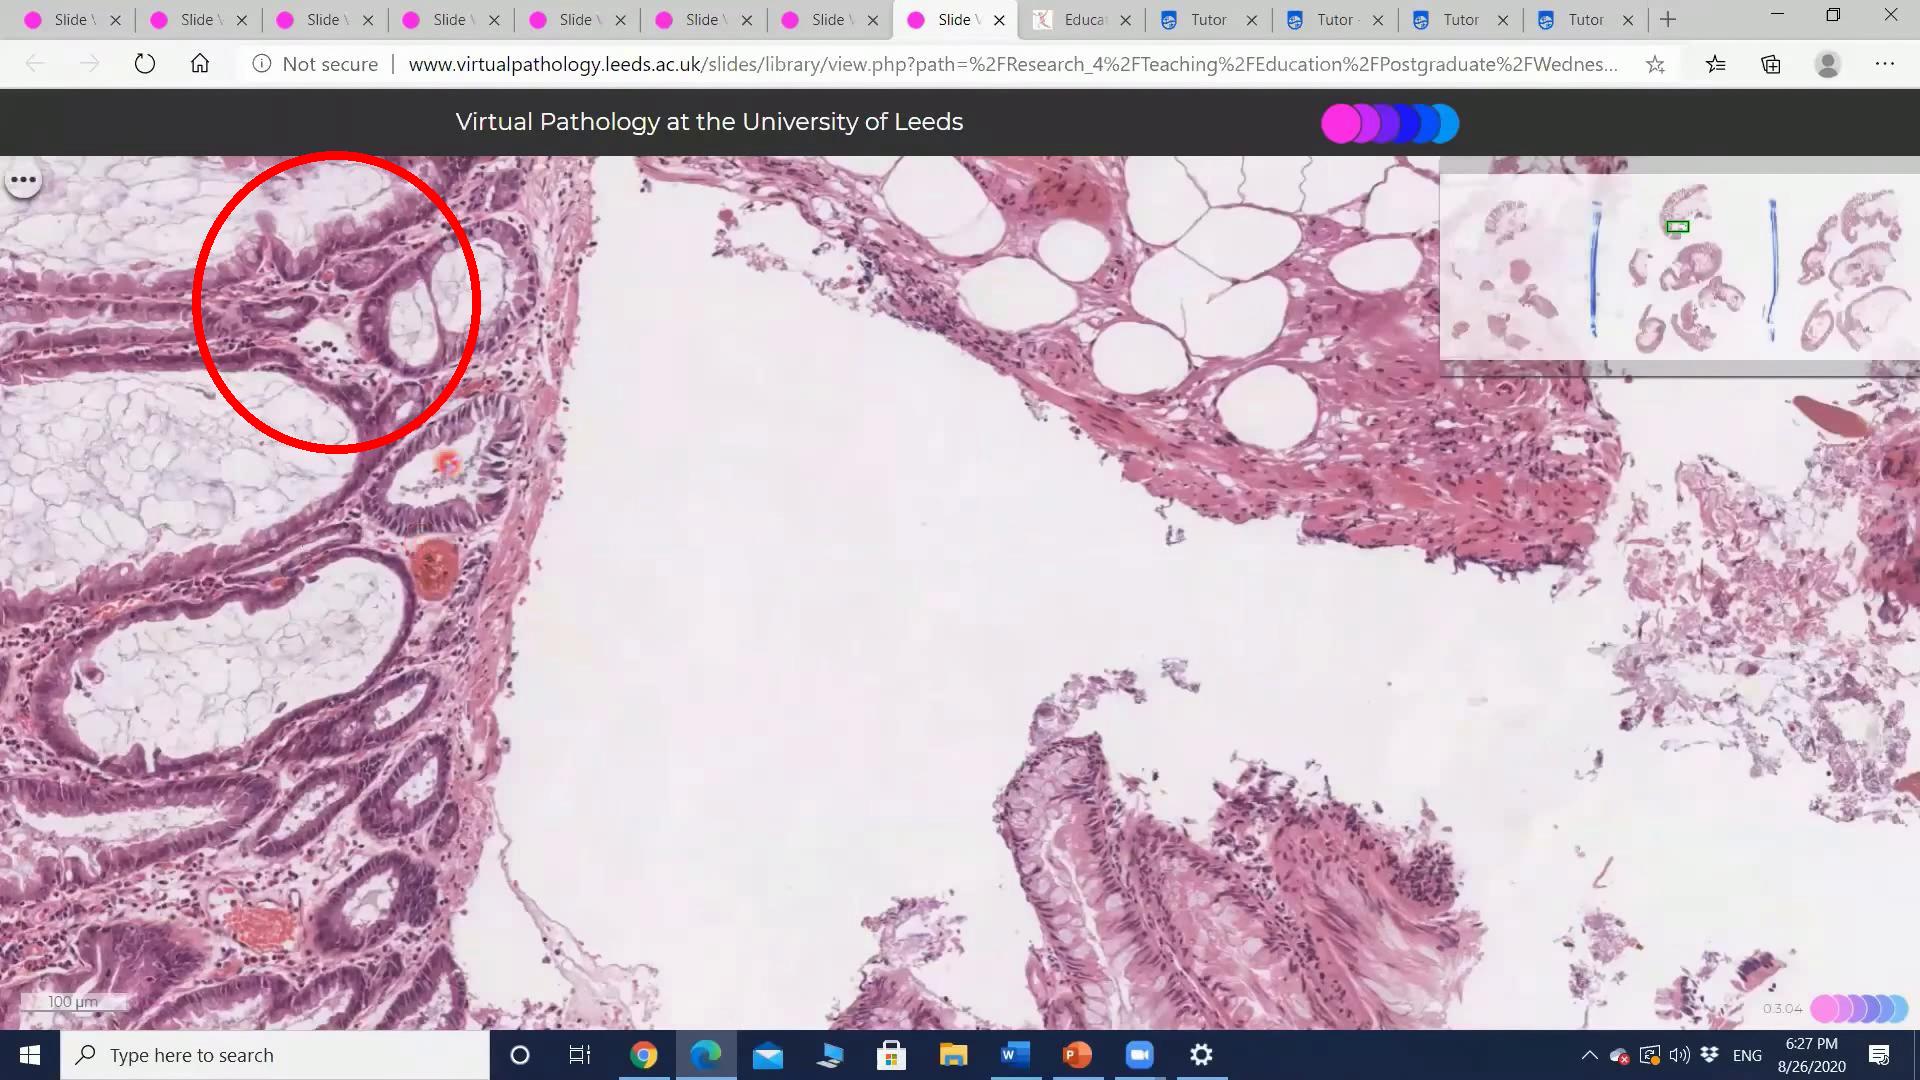 Slide \ Slide \ Slide \ Slide \ Slide \ Slide \ Slide \ Slide V Educat Tutor Tutor Tutor Tutor
Not secure | www.virtualpathology.leeds.ac.uk/slides/library/view.php?path=%2FResearch_4%2FTeaching%2FEducation%2FPostgraduate%2FWednes...
Virtual Pathology at the University of Leeds
100 µm
0.3.04
Type here to search
ENG
6:27 PM
8/26/2020